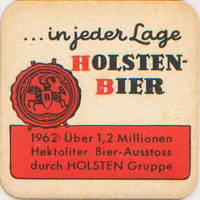 ...in jeder Lage
HOLSTEN-
BIER
1962: Über 1,2 Millionen
Hektoliter Bier-Ausstoss
durch HOLSTEN Gruppe